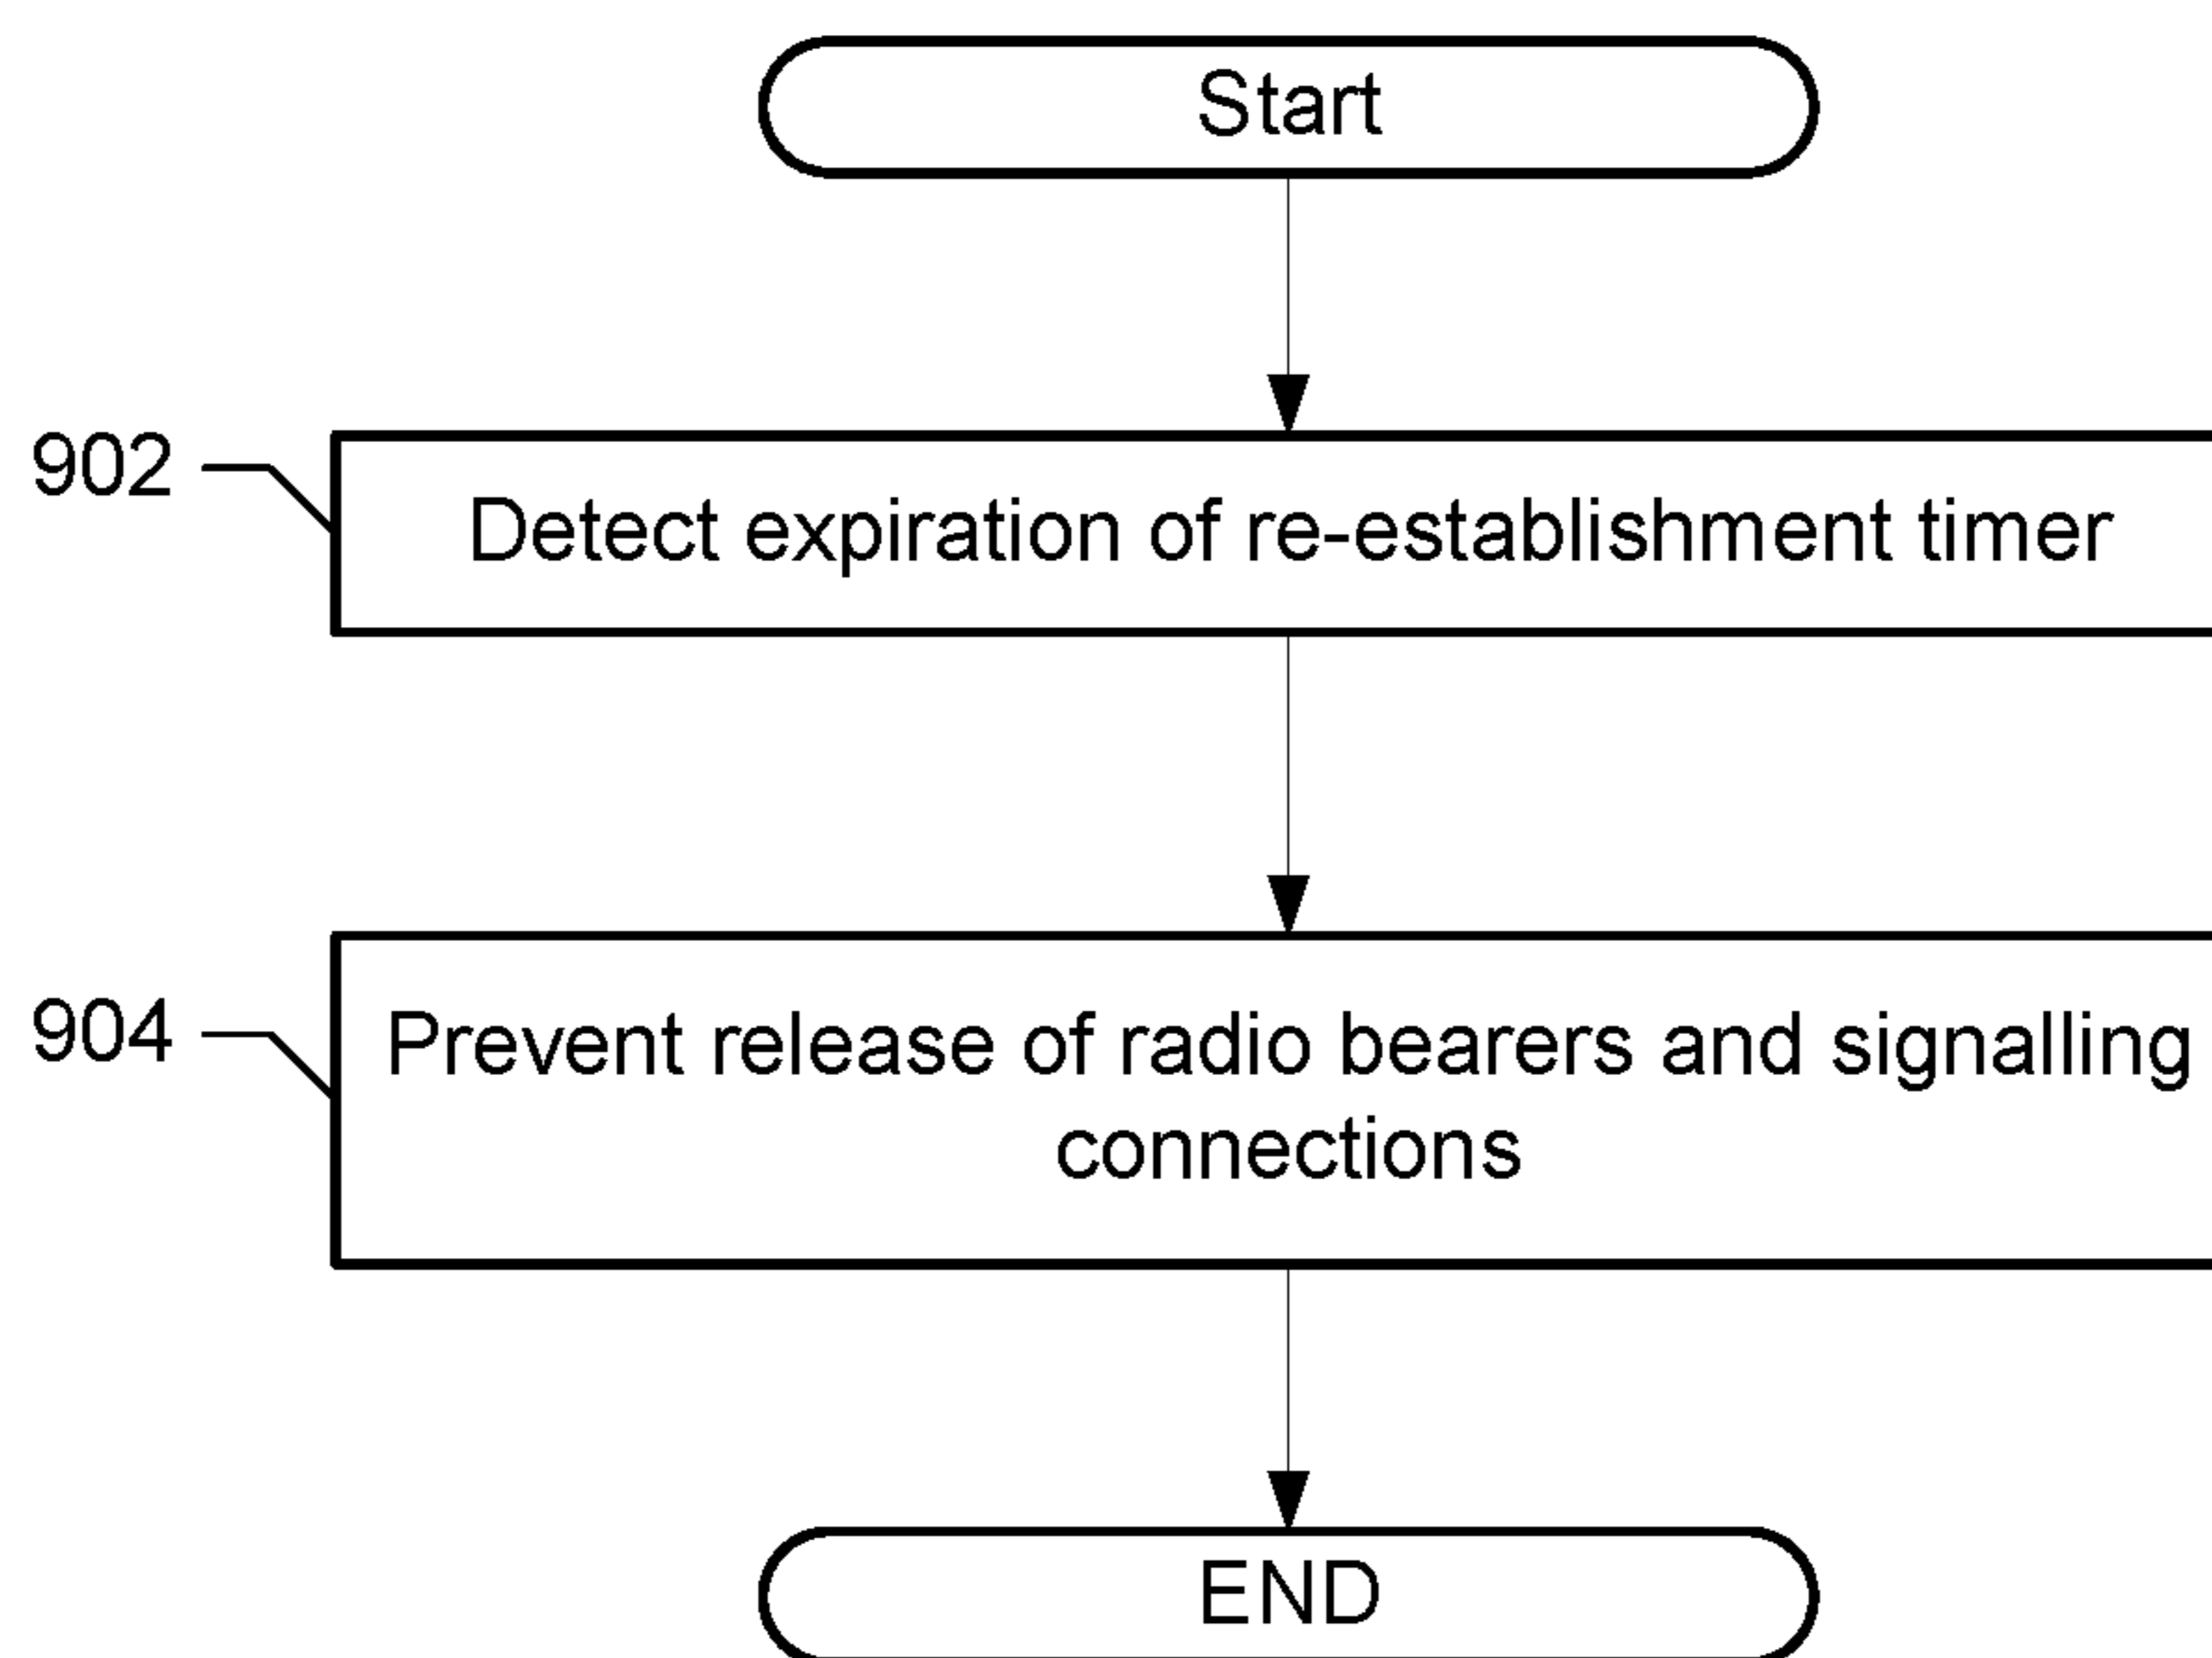 Start
902
Detect expiration of re-establishment timer
904
Prevent release of radio bearers and signalling
connections
END